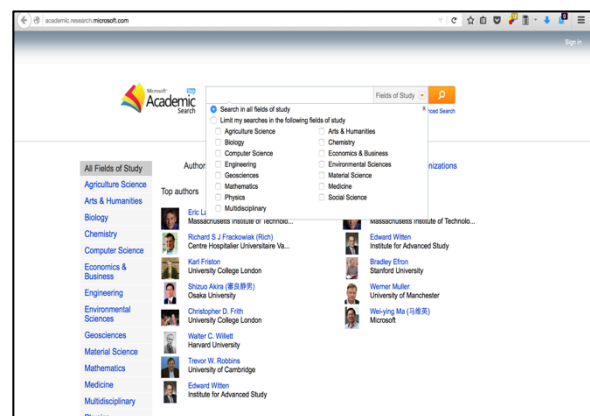 academic.research.microsoft.com
Sign in
Microsoft
Academic
Search
Fields of Study
Search in all fields of study
X
Limit my searches in the following fields of study
Agriculture Science
Arts & Humanities
Biology
Chemistry
Computer Science
Economics & Business
Engineering
Environmental Sciences
Geosciences
Material Science
Mathematics
Medicine
Physics
Social Science
Multidisciplinary
Search
All Fields of Study
Agriculture Science
Arts & Humanities
Biology
Chemistry
Computer Science
Economics &
Business
Engineering
Environmental
Sciences
Geosciences
Material Science
Mathematics
Medicine
Multidisciplinary
Top authors
Massachusetts Institute of Technolo...
Richard S J Frackowiak (Rich)
Centre Hospitalier Universitaire Va...
Karl Friston
University College London
Shizuo Akira (審良静男)
Osaka University
Christopher D. Frith
University College London
Walter C. Willett
Harvard University
Trevor W. Robbins
University of Cambridge
Edward Witten
Institute for Advanced Study
Massachusetts Institute of Technolo...
Edward Witten
Institute for Advanced Study
Bradley Efron
Stanford University
Werner Muller
University of Manchester
Wei-ying Ma (马维英)
Microsoft